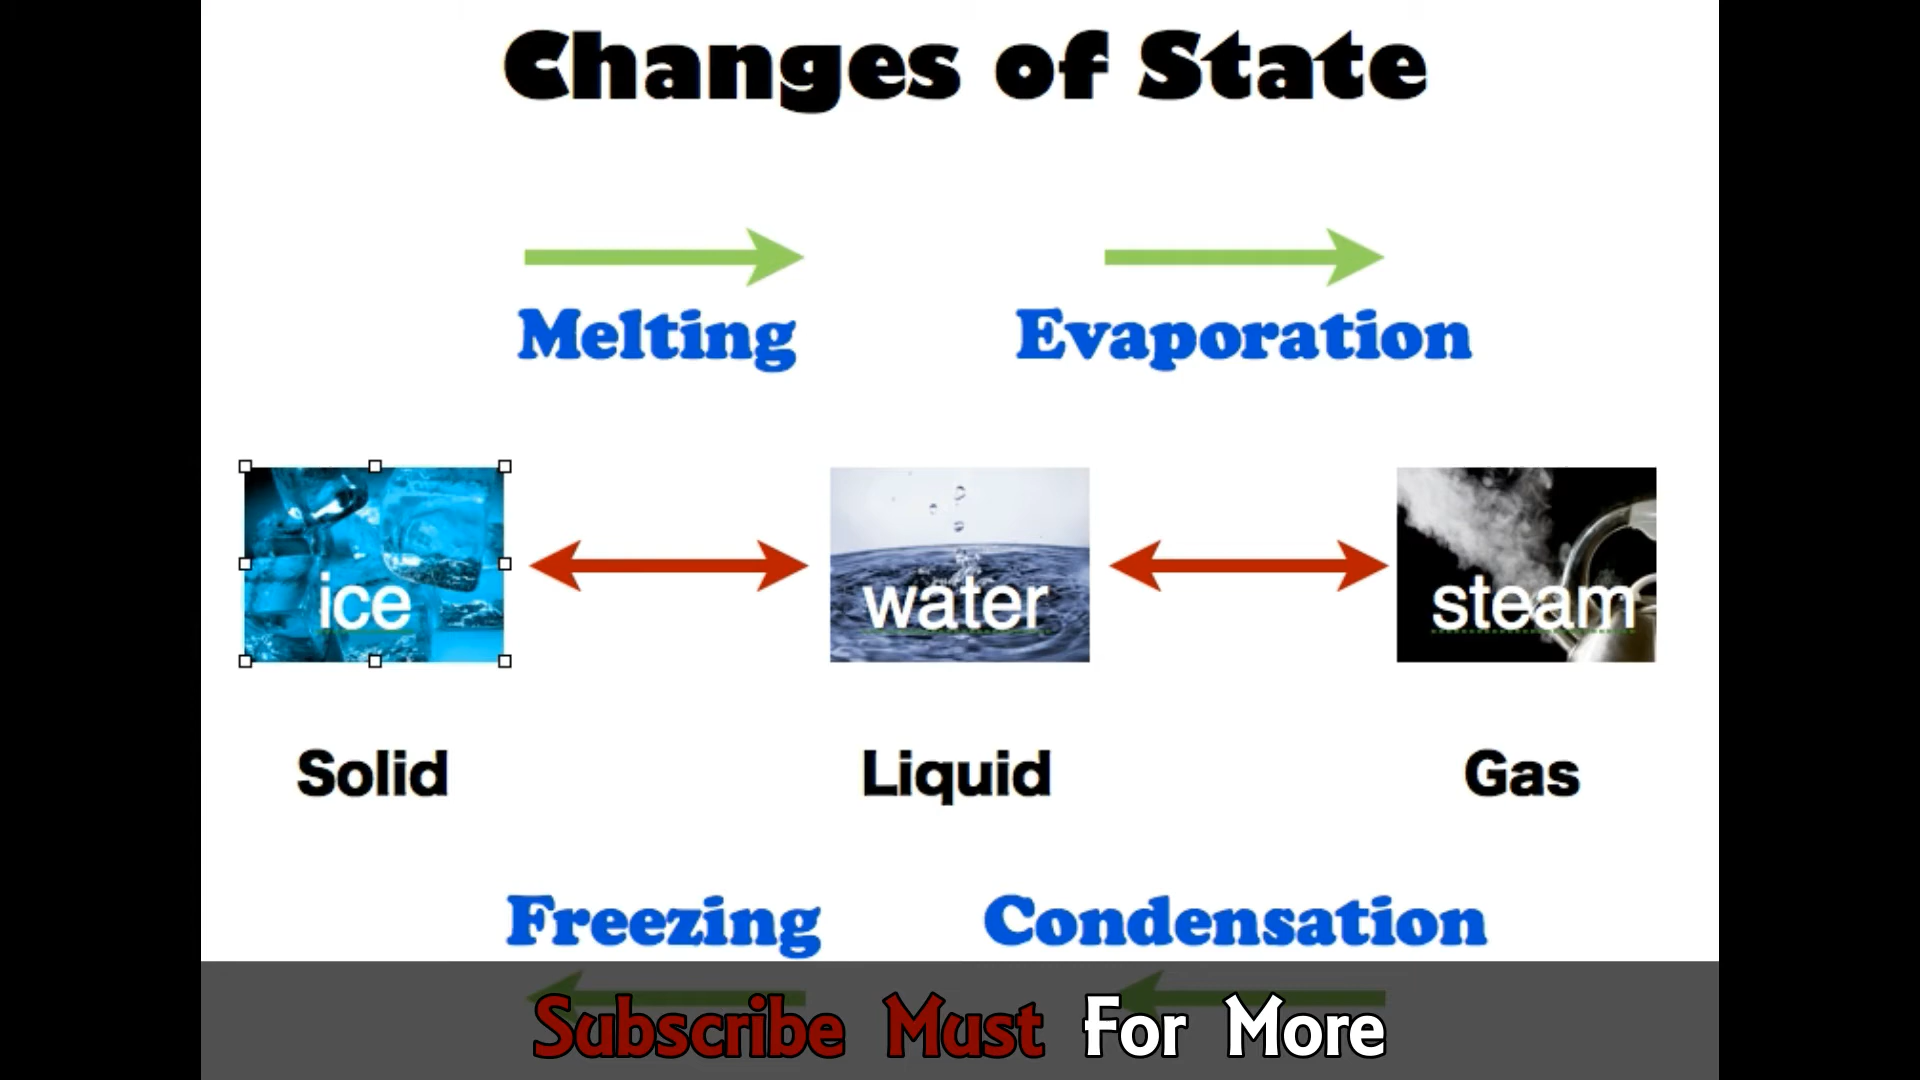 Changes of State
Melting Evaporation
ice water steam
Solid Liquid Gas
Freezing Condensation
Subscribe Must For More